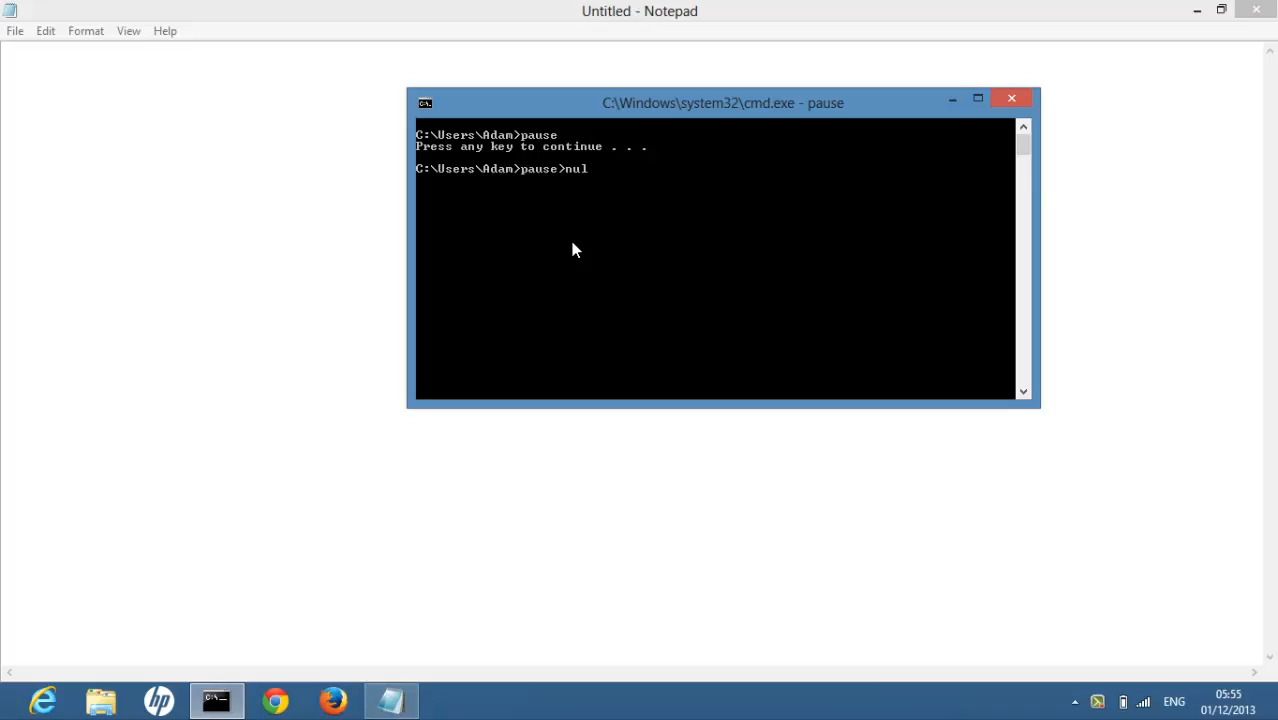 Untitled - Notepad
File Edit Format View Help
C:\Windows\system32\cmd.exe - pause
C:\Users\Adam>pause
Press any key to continue . . .
C:\Users\Adam>pause>nul
ENG
05:55
01/12/2013